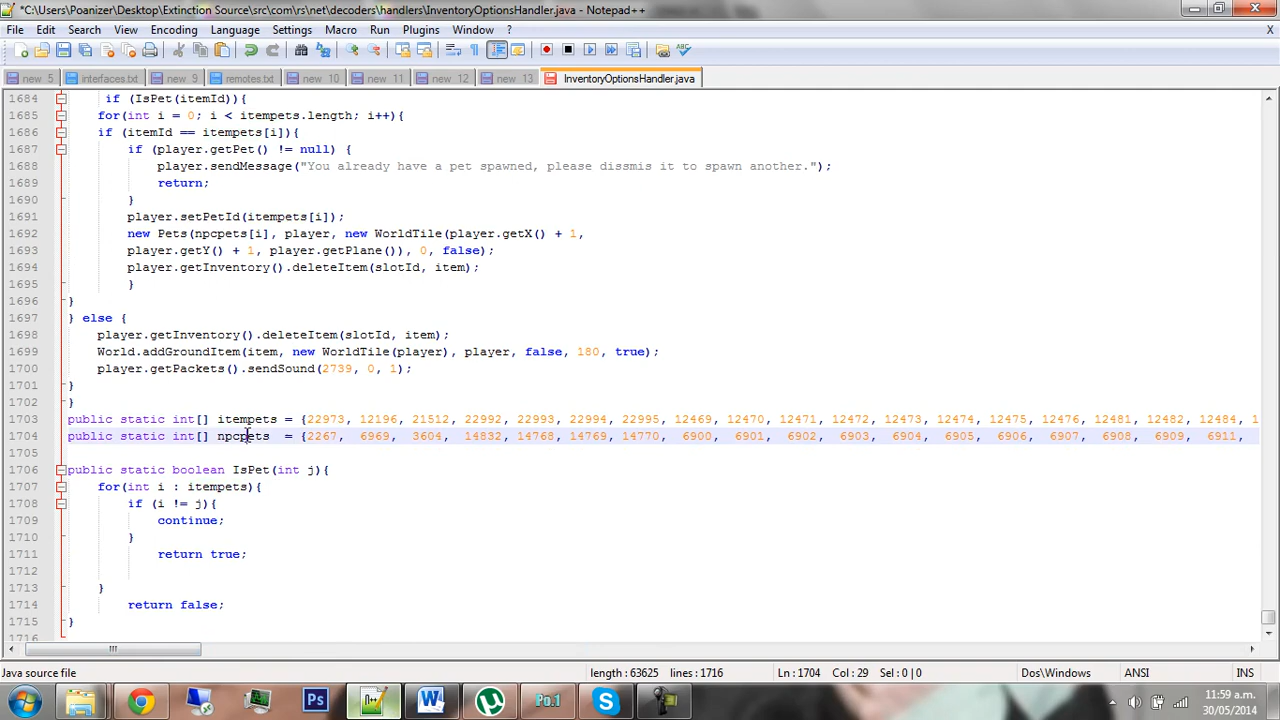 *C:\Users\Poanizer\Desktop\Extinction Source\src\com\rs\net\decoders\handlers\InventoryOptionsHandler.java - Notepad++
File Edit Search View Encoding Language Settings Macro Run Plugins Window ? X
new 5 interfaces.txt new 9 remotes.txt new 10 new 11 new 12 new 13 InventoryOptionsHandler.java
1684 if (IsPet(itemId)){
1685 for(int i = 0; i < itempets.length; i++){
1686 if (itemId == itempets[i]){
1687 if (player.getPet() != null) {
1688 player.sendMessage("You already have a pet spawned, please dissmis it to spawn another.");
1689 return;
1690 }
1691 player.setPetId(itempets[i]);
1692 new Pets(npcpets[i], player, new WorldTile(player.getX() + 1,
1693 player.getY() + 1, player.getPlane()), 0, false);
1694 player.getInventory().deleteItem(slotId, item);
1695 }
1696 }
1697 } else {
1698 player.getInventory().deleteItem(slotId, item);
1699 World.addGroundItem(item, new WorldTile(player), player, false, 180, true);
1700 player.getPackets().sendSound(2739, 0, 1);
1701 }
1702 }
1703 public static int[] itempets = {22973, 12196, 21512, 22992, 22993, 22994, 22995, 12469, 12470, 12471, 12472, 12473, 12474, 12475, 12476, 12481, 12482, 12484, 1
1704 public static int[] npcpets = {2267, 6969, 3604, 14832, 14768, 14769, 14770, 6900, 6901, 6902, 6903, 6904, 6905, 6906, 6907, 6908, 6909, 6911,
1705
1706 public static boolean IsPet(int j){
1707 for(int i : itempets){
1708 if (i != j){
1709 continue;
1710 }
1711 return true;
1712
1713 }
1714 return false;
1715 }
1716
Java source file length : 63625 lines : 1716 Ln : 1704 Col : 29 Sel : 0 | 0 Dos\Windows ANSI INS
Ps W Po.1 S 11:59 a.m.
30/05/2014